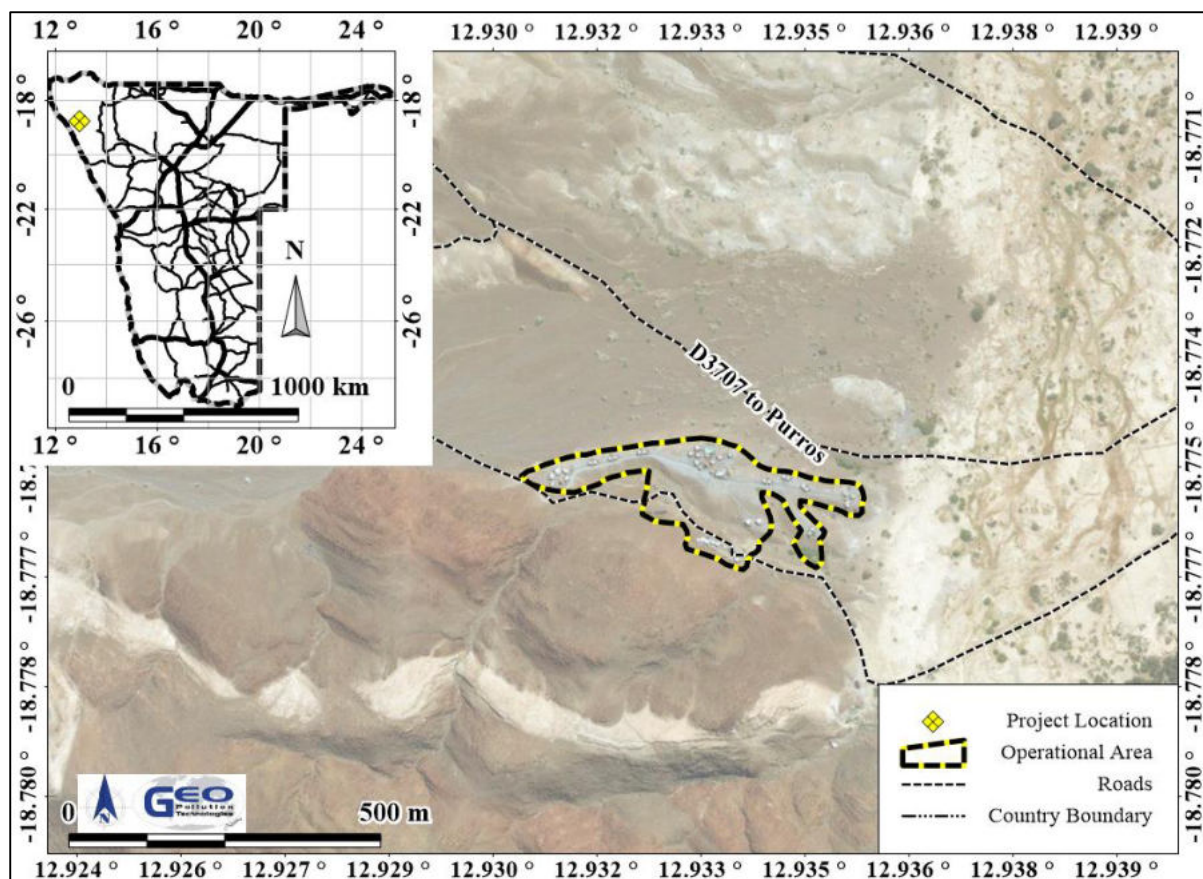 12 ° 16 ° 20 ° 24 °
12.930 ° 12.932 ° 12.933 ° 12.935 ° 12.936 ° 12.938 ° 12.939 °
-18 °
-22 °
-26 °
-18 °
-22 °
-26 °
N
0 1000 km
12 ° 16 ° 20 ° 24 °
-18.771 °
-18.772 °
-18.774 °
-18.775 °
-18.777 °
-18.778 °
-18.780 °
D3707 to Purros
-18.775 °
-18.777 °
-18.778 °
-18.780 °
Project Location
Operational Area
Roads
Country Boundary
GEO
Pollution
Technologies
0 500 m
12.924 ° 12.926 ° 12.927 ° 12.929 ° 12.930 ° 12.932 ° 12.933 ° 12.935 ° 12.936 ° 12.938 ° 12.939 °